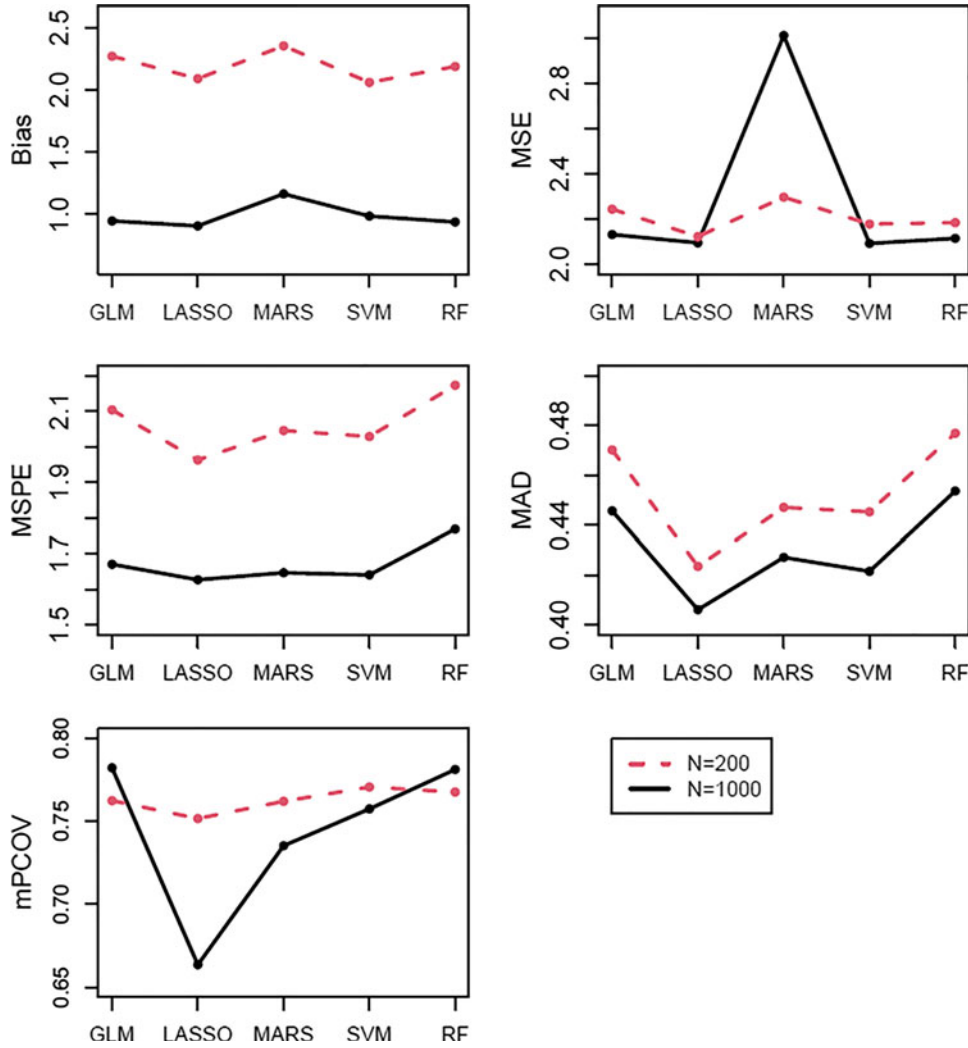 Bias
2.5
2.0
1.5
1.0
GLM LASSO MARS SVM RF
MSE
2.8
2.4
2.0
GLM LASSO MARS SVM RF
MSPE
2.1
1.9
1.7
1.5
GLM LASSO MARS SVM RF
MAD
0.48
0.44
0.40
GLM LASSO MARS SVM RF
mPCOV
0.80
0.75
0.70
0.65
GLM LASSO MARS SVM RF
N=200
N=1000